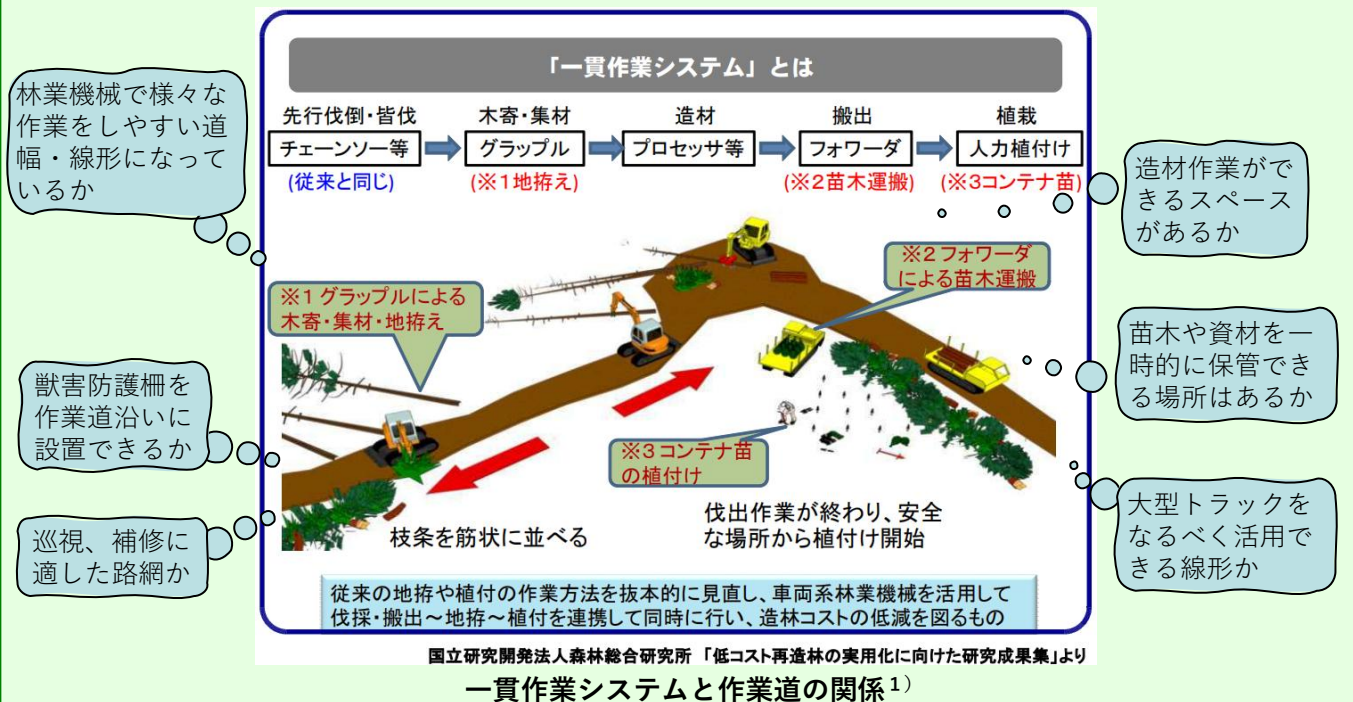 「一貫作業システム」とは
先行伐倒・皆伐
木寄・集材
造材
搬出
植栽
チェーンソー等
グラップル
プロセッサ等
フォワーダ
人力植付け
(従来と同じ)
(※1地拵え)
(※2苗木運搬)
(※3コンテナ苗)
林業機械で様々な
作業をしやすい道
幅・線形になって
いるか
獣害防護柵を
作業道沿いに
設置できるか
巡視、補修に
適した路網か
※1グラップルによる
木寄・集材・地拵え
※2フォワーダ
による苗木運搬
※3コンテナ苗
の植付け
枝条を筋状に並べる
伐出作業が終わり、安全
な場所から植付け開始
造材作業がで
きるスペース
があるか
苗木や資材を一
時的に保管でき
る場所はあるか
大型トラックを
なるべく活用で
きる線形か
従来の地拵や植付の作業方法を抜本的に見直し、車両系林業機械を活用して
伐採・搬出～地拵～植付を連携して同時に行い、造林コストの低減を図るもの
国立研究開発法人森林総合研究所 「低コスト再造林の実用化に向けた研究成果集」より
一貫作業システムと作業道の関係1）